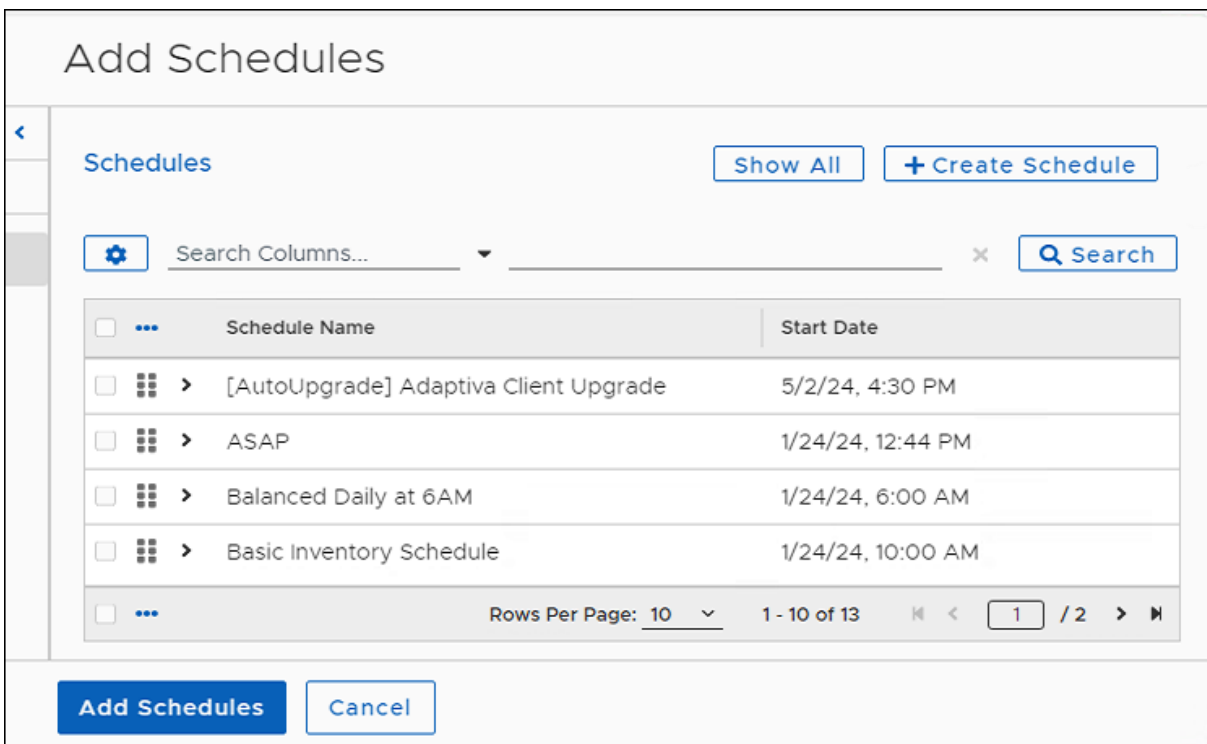 Add Schedules
Schedules
Show All
+ Create Schedule
Search Columns...
Search
Schedule Name Start Date
[AutoUpgrade] Adaptiva Client Upgrade 5/2/24, 4:30 PM
ASAP 1/24/24, 12:44 PM
Balanced Daily at 6AM 1/24/24, 6:00 AM
Basic Inventory Schedule 1/24/24, 10:00 AM
Rows Per Page: 10 1 - 10 of 13 1 / 2
Add Schedules Cancel